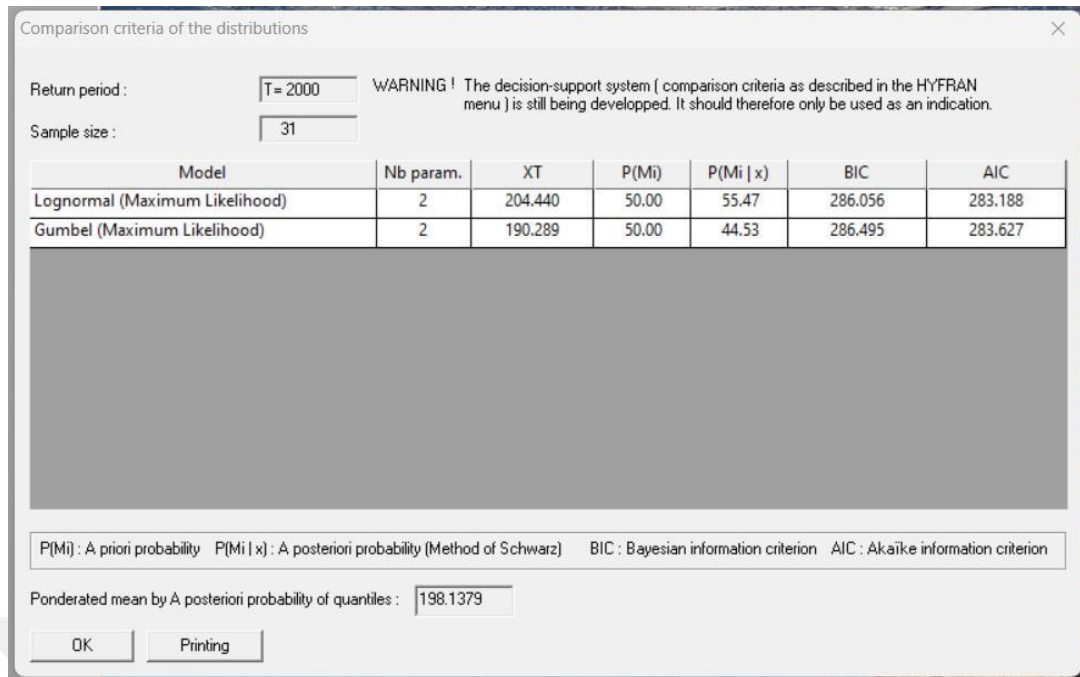 Comparison criteria of the distributions
Return period :
T= 2000
WARNING ! The decision-support system ( comparison criteria as described in the HYFRAN
menu ) is still being developped. It should therefore only be used as an indication.
Sample size :
31
Model Nb param. XT P(Mi) P(Mi | x) BIC AIC
Lognormal (Maximum Likelihood) 2 204.440 50.00 55.47 286.056 283.188
Gumbel (Maximum Likelihood) 2 190.289 50.00 44.53 286.495 283.627
P(Mi) : A priori probability P(Mi | x) : A posteriori probability (Method of Schwarz) BIC : Bayesian information criterion AIC : Akaïke information criterion
Ponderated mean by A posteriori probability of quantiles : 198.1379
OK Printing